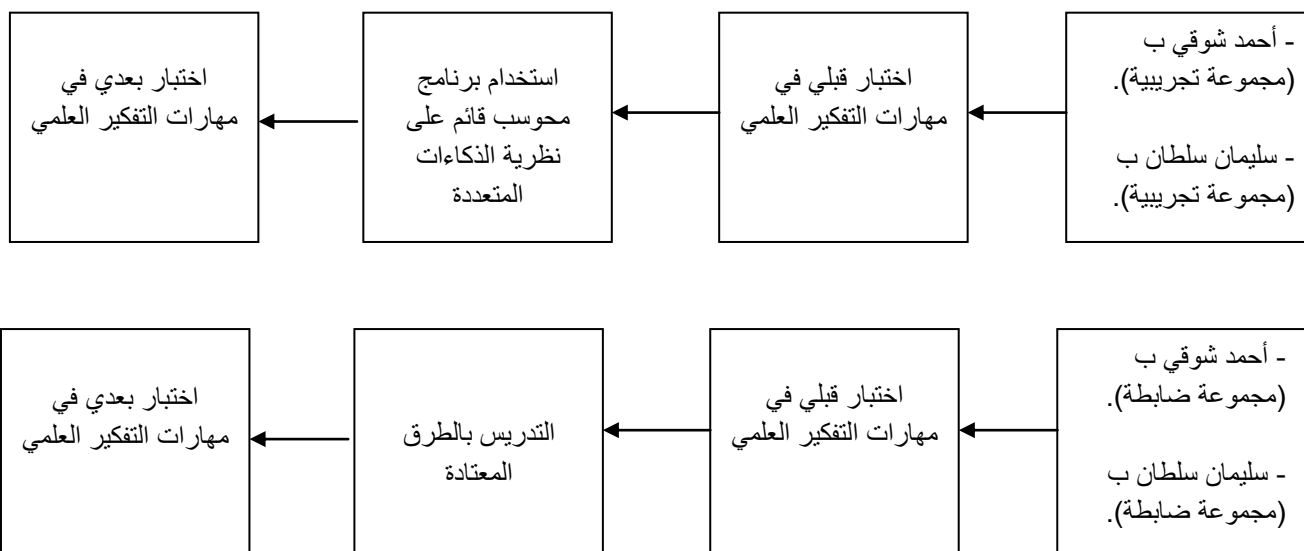 - أحمد شوقي ب
(مجموعة تجريبية).
- سليمان سلطان ب
(مجموعة تجريبية).
اختبار قبلي في
مهارات التفكير العلمي
استخدام برنامج
محوسب قائم على
نظرية الذكاءات
المتعددة
اختبار بعدي في
مهارات التفكير العلمي
- أحمد شوقي ب
(مجموعة ضابطة).
- سليمان سلطان ب
(مجموعة ضابطة).
اختبار قبلي في
مهارات التفكير العلمي
التدريس بالطرق
المعتادة
اختبار بعدي في
مهارات التفكير العلمي